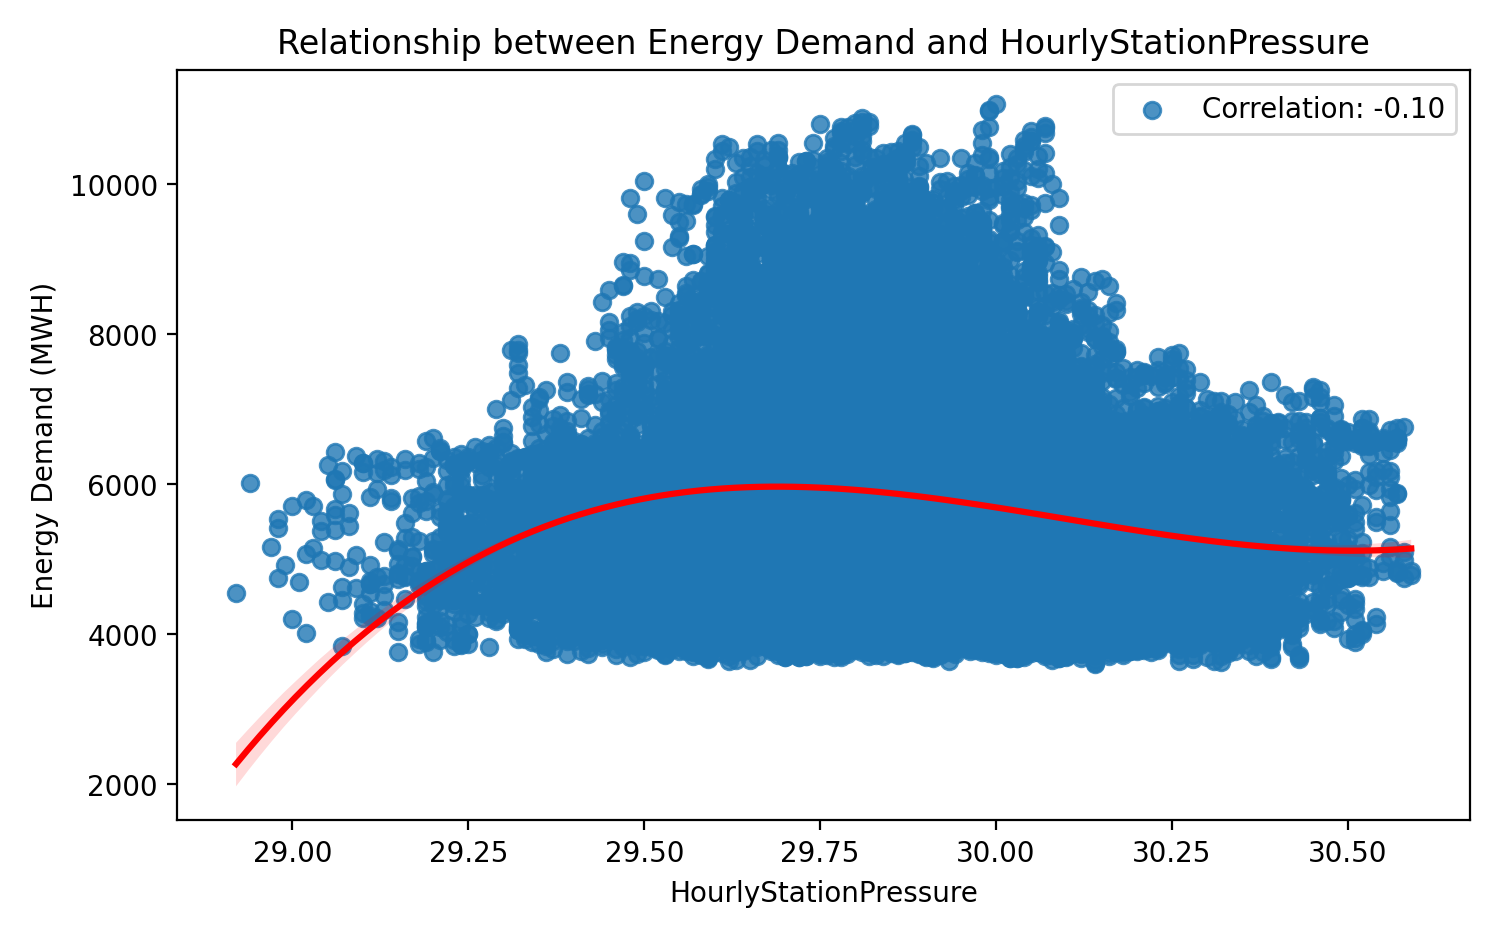 Relationship between Energy Demand and HourlyStationPressure
Correlation: -0.10
Energy Demand (MWH)
10000
8000
6000
4000
2000
29.00 29.25 29.50 29.75 30.00 30.25 30.50
HourlyStationPressure